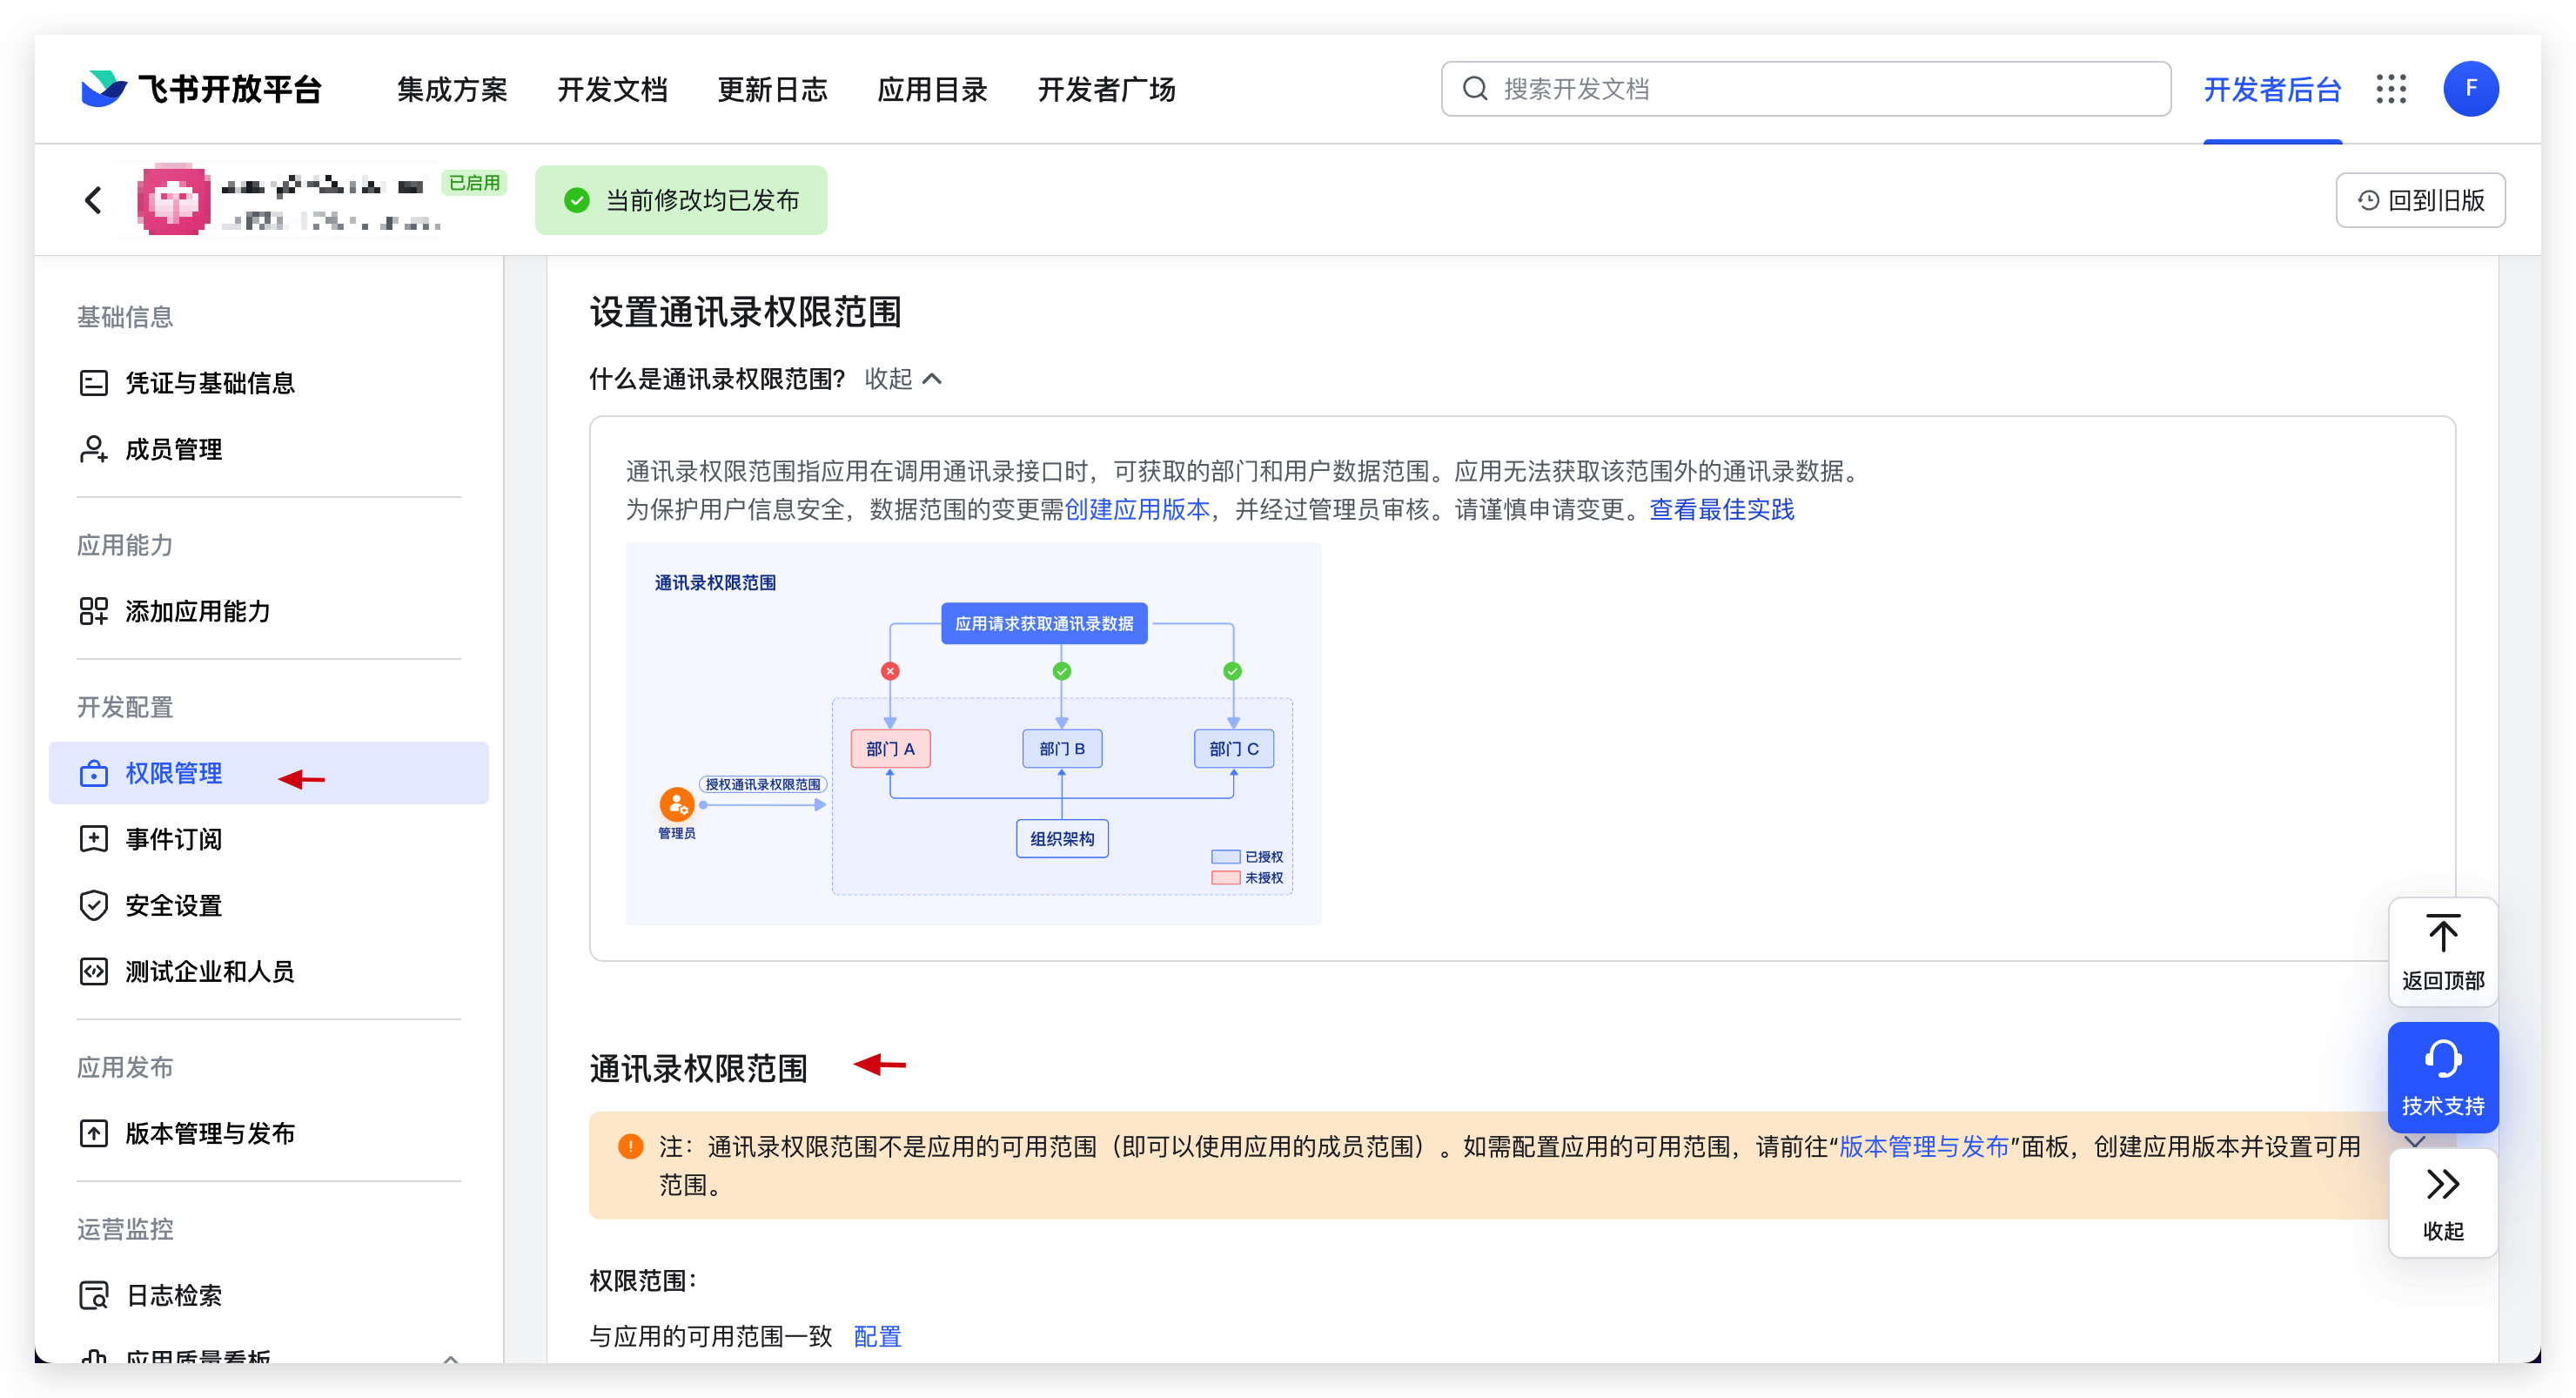 飞书开放平台
集成方案
开发文档
更新日志
应用目录
开发者广场
搜索开发文档
开发者后台
F
已启用
当前修改均已发布
回到旧版
基础信息
凭证与基础信息
成员管理
应用能力
添加应用能力
开发配置
权限管理
事件订阅
安全设置
测试企业和人员
应用发布
版本管理与发布
运营监控
日志检索
应用质量看板
设置通讯录权限范围
什么是通讯录权限范围? 收起
通讯录权限范围指应用在调用通讯录接口时，可获取的部门和用户数据范围。应用无法获取该范围外的通讯录数据。
为保护用户信息安全，数据范围的变更需创建应用版本，并经过管理员审核。请谨慎申请变更。查看最佳实践
通讯录权限范围
应用请求获取通讯录数据
部门 A
部门 B
部门 C
授权通讯录权限范围
管理员
组织架构
已授权
未授权
通讯录权限范围
注：通讯录权限范围不是应用的可用范围（即可以使用应用的成员范围）。如需配置应用的可用范围，请前往“版本管理与发布”面板，创建应用版本并设置可用
范围。
权限范围：
与应用的可用范围一致 配置
返回顶部
技术支持
收起